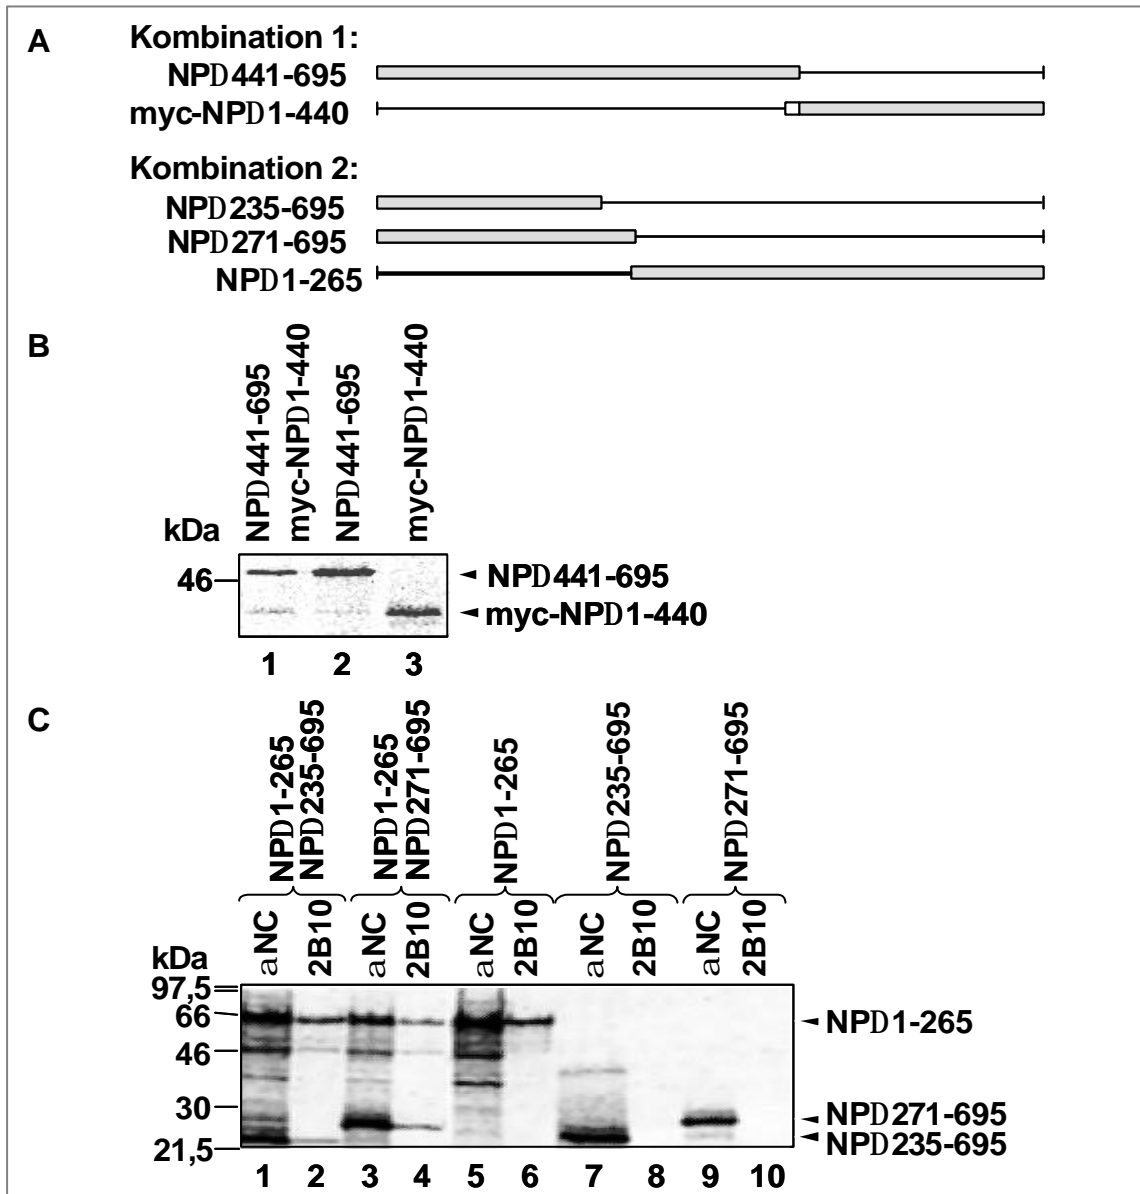 A
Kombination 1:
NPD441-695
myc-NPD1-440
Kombination 2:
NPD235-695
NPD271-695
NPD1-265
B
NPD441-695
myc-NPD1-440
NPD441-695
myc-NPD1-440
kDa
46
NPD441-695
myc-NPD1-440
1 2 3
C
NPD1-265
NPD235-695
NPD1-265
NPD271-695
NPD1-265
NPD235-695
NPD271-695
aNC 2B10 aNC 2B10 aNC 2B10 aNC 2B10 aNC 2B10
kDa
97,5
66
46
30
21,5
NPD1-265
NPD271-695
NPD235-695
1 2 3 4 5 6 7 8 9 10